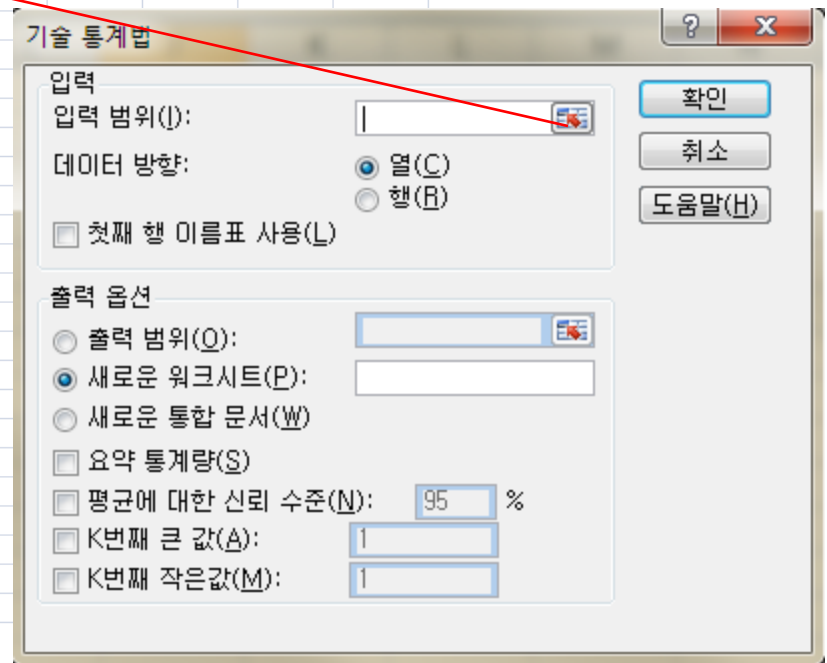 기술 통계법
입력
입력 범위(I):
확인
데이터 방향:
열(C)
취소
행(R)
도움말(H)
첫째 행 이름표 사용(L)
출력 옵션
출력 범위(O):
새로운 워크시트(P):
새로운 통합 문서(W)
요약 통계량(S)
평균에 대한 신뢰 수준(N): 95 %
K번째 큰 값(A): 1
K번째 작은값(M): 1